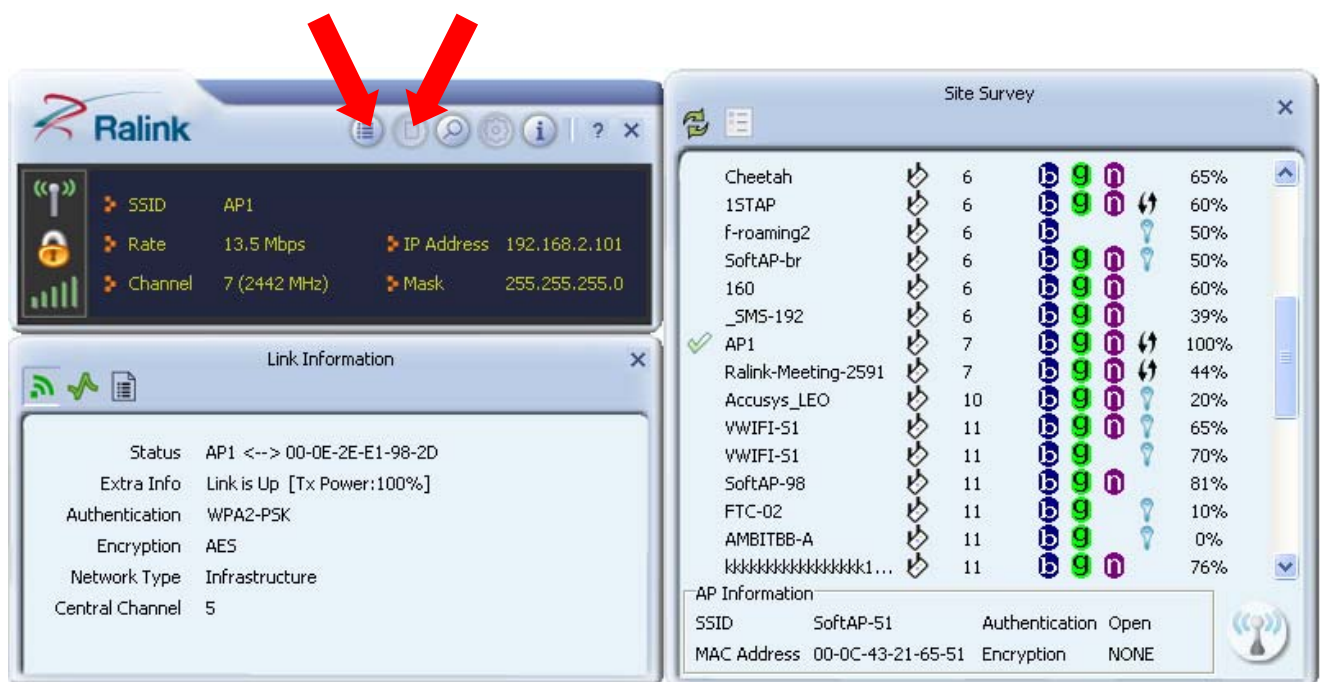 Ralink
? ×
SSID AP1
Rate 13.5 Mbps IP Address 192.168.2.101
Channel 7 (2442 MHz) Mask 255.255.255.0
Link Information ×
Status AP1 <--> 00-0E-2E-E1-98-2D
Extra Info Link is Up [Tx Power:100%]
Authentication WPA2-PSK
Encryption AES
Network Type Infrastructure
Central Channel 5
Site Survey ×
Cheetah 6 b g n 65%
1STAP 6 b g n 60%
f-roaming2 6 b 50%
SoftAP-br 6 b g n 50%
160 6 b g n 60%
_SMS-192 6 b g n 39%
AP1 7 b g n 100%
Ralink-Meeting-2591 7 b g n 44%
Accusys_LEO 10 b g n 20%
VWIFI-S1 11 b g n 65%
VWIFI-S1 11 b g 70%
SoftAP-98 11 b g n 81%
FTC-02 11 b g 10%
AMBITBB-A 11 b g 0%
kkkkkkkkkkkkkkkkk1... 11 b g n 76%
AP Information
SSID SoftAP-51 Authentication Open
MAC Address 00-0C-43-21-65-51 Encryption NONE